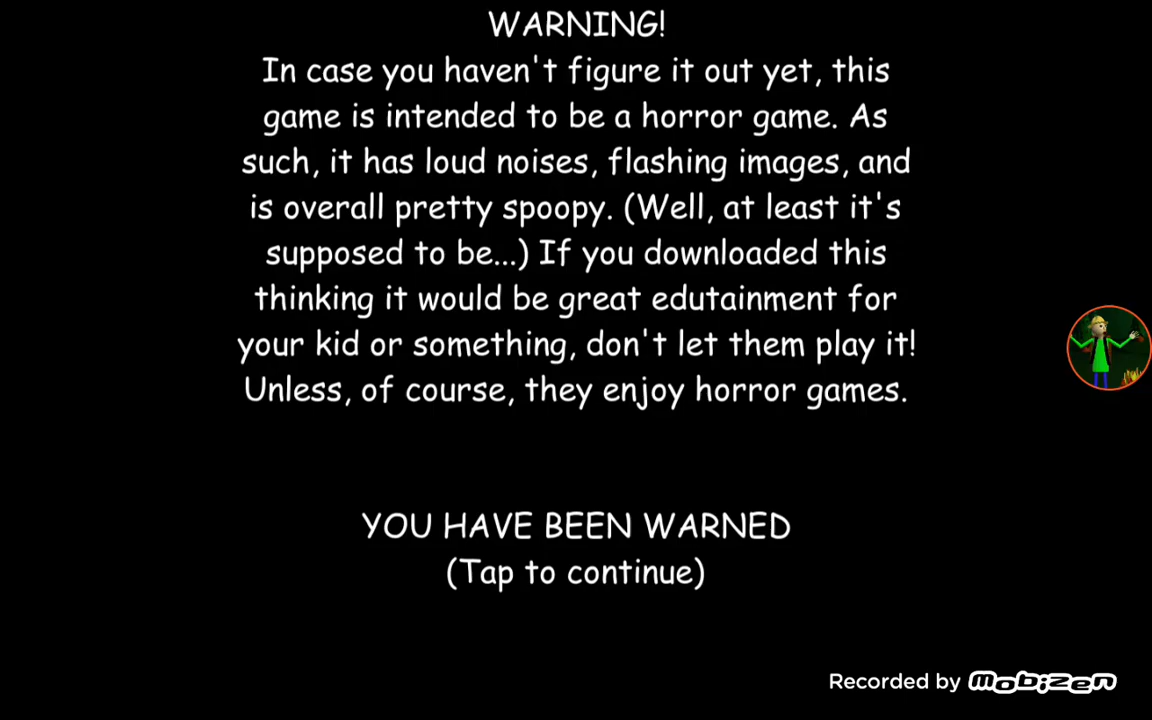 WARNING!
In case you haven't figure it out yet, this
game is intended to be a horror game. As
such, it has loud noises, flashing images, and
is overall pretty spoopy. (Well, at least it's
supposed to be...) If you downloaded this
thinking it would be great edutainment for
your kid or something, don't let them play it!
Unless, of course, they enjoy horror games.
YOU HAVE BEEN WARNED
(Tap to continue)
Recorded by mobizen